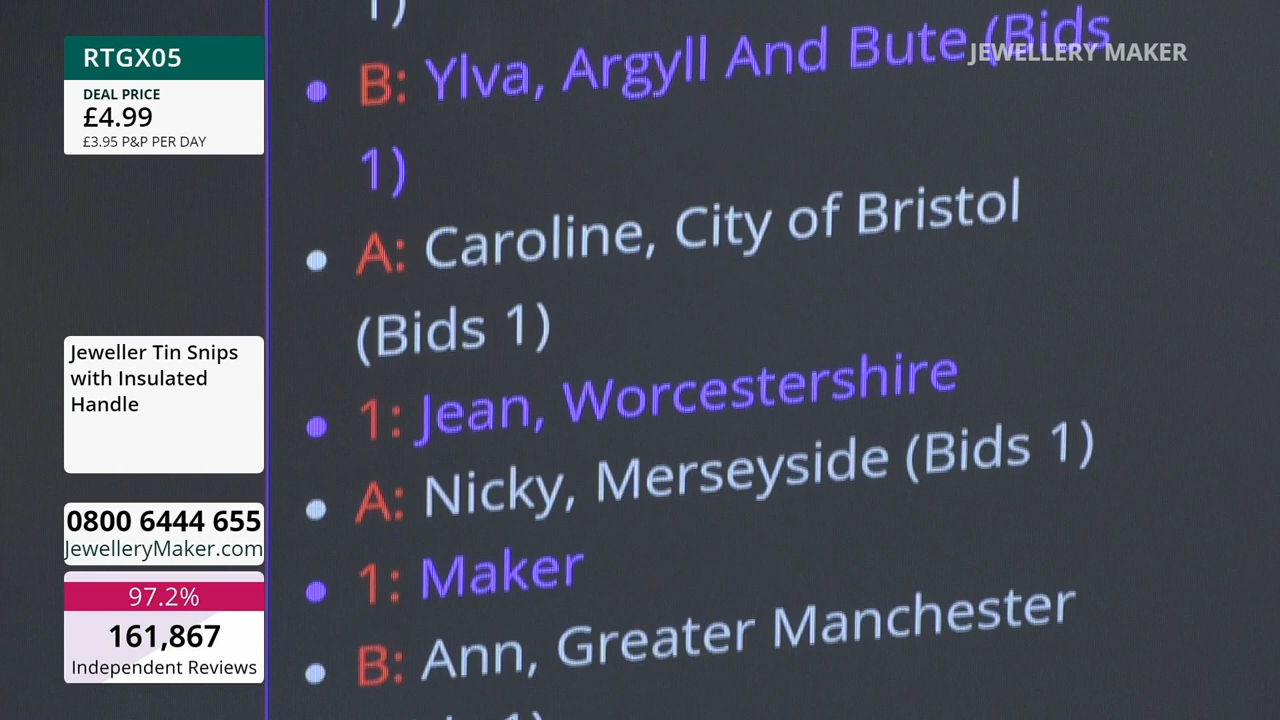 RTGX05
DEAL PRICE
£4.99
£3.95 P&P PER DAY
Jeweller Tin Snips
with Insulated
Handle
0800 6444 655
JewelleryMaker.com
97.2%
161,867
Independent Reviews
JEWELLERY MAKER
1)
B: Ylva, Argyll And Bute (Bids
1)
A: Caroline, City of Bristol
(Bids 1)
1: Jean, Worcestershire
A: Nicky, Merseyside (Bids 1)
1: Maker
B: Ann, Greater Manchester